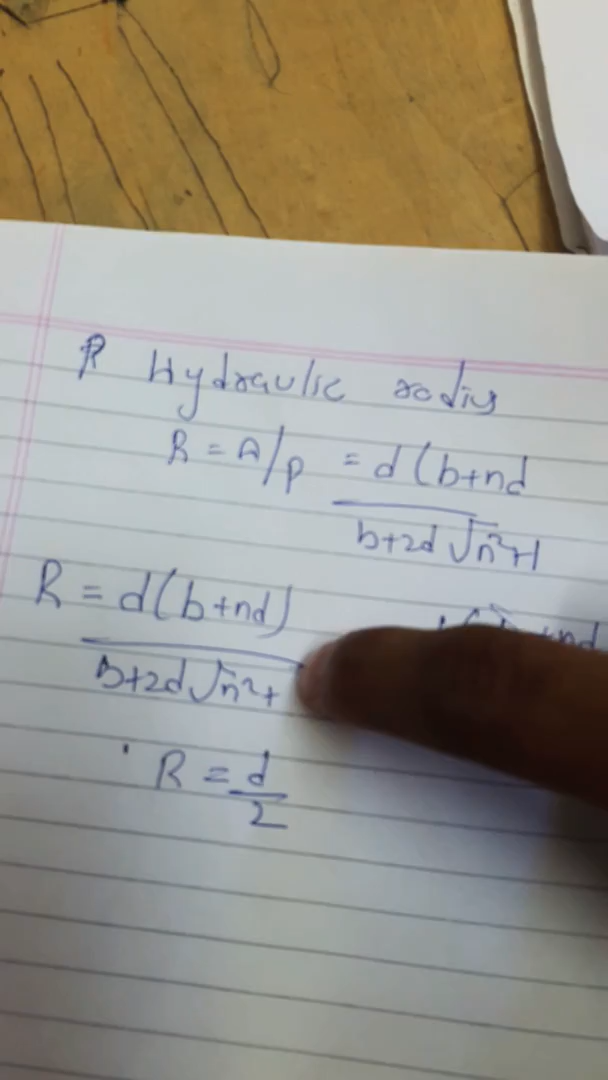 R Hydraulic radius
R = A/P = d(b+nd
b+2d √n²+1
R = d(b+nd)
b+2d √n²+
R = d
2